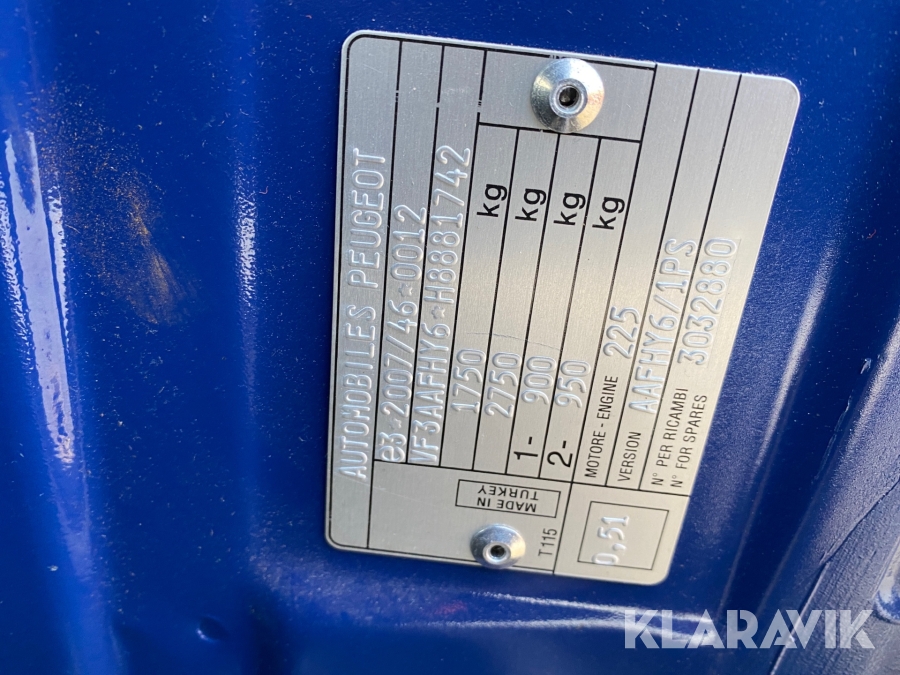 AUTOMOBILES PEUGEOT
e3*2007/46*0012
VF3AAFHY6*H8881742
1750 kg
2750 kg
1- 900 kg
2- 950 kg
MOTORE - ENGINE 225
VERSION AAFHY6/1PS
N° PER RICAMBI
N° FOR SPARES 3032880
MADE IN
TURKEY
T115
0,51
KLARAVIK